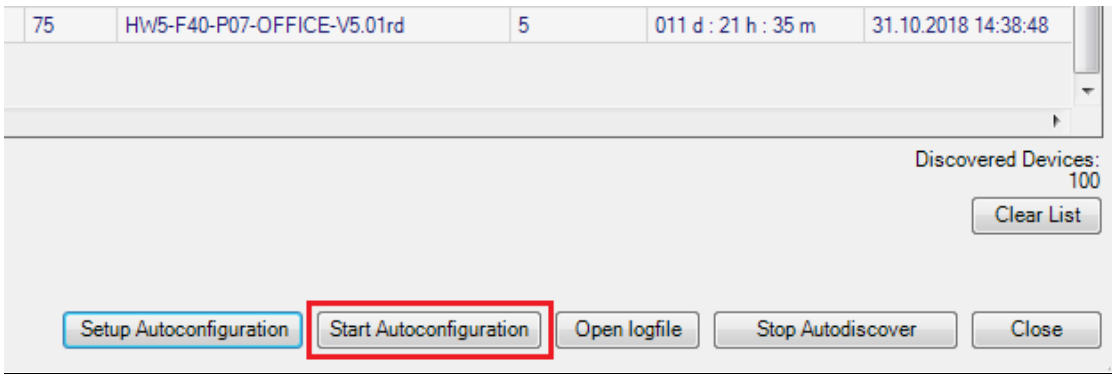 75 HW5-F40-P07-OFFICE-V5.01rd 5 011 d : 21 h : 35 m 31.10.2018 14:38:48
Discovered Devices:
100
Clear List
Setup Autoconfiguration Start Autoconfiguration Open logfile Stop Autodiscover Close